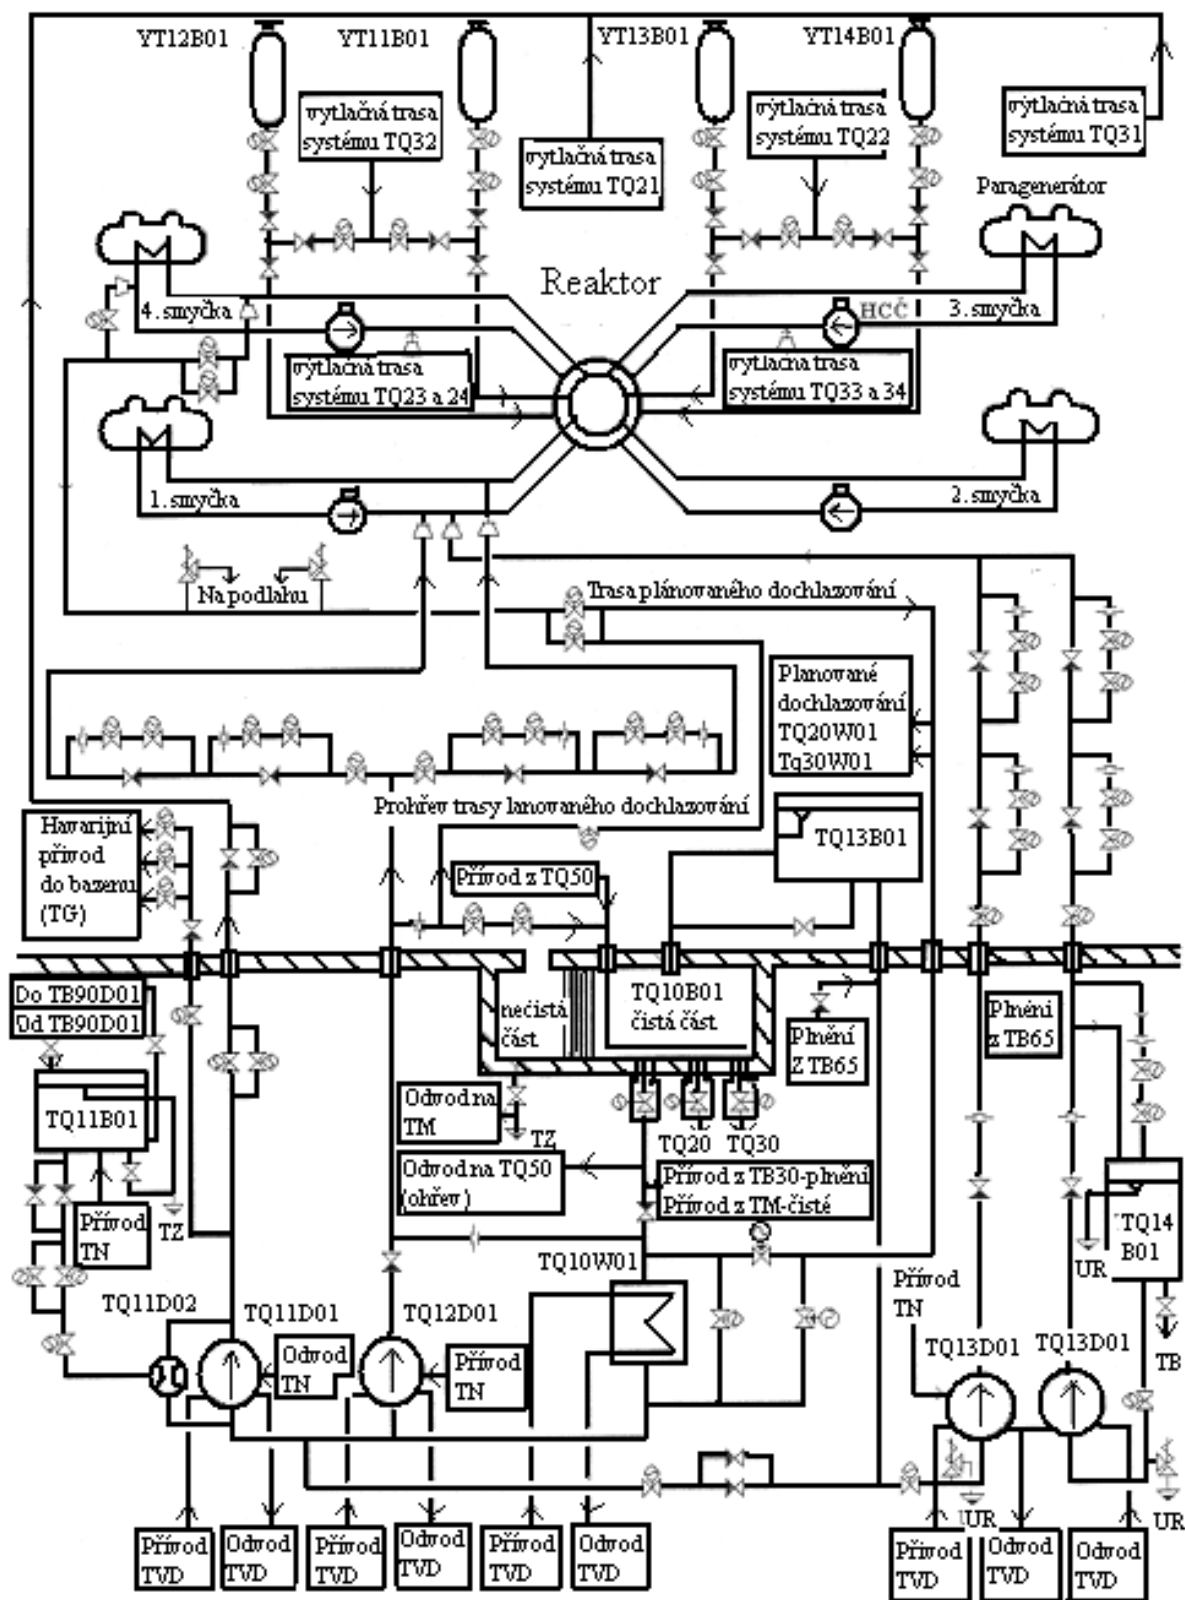 YT12B01
YT11B01
YT13B01
YT14B01
výtlačná trasa
systému TQ32
výtlačná trasa
systému TQ21
výtlačná trasa
systému TQ22
výtlačná trasa
systému TQ31
Paragenerátor
Reaktor
4. smyčka
HCČ
3. smyčka
výtlačná trasa
systému TQ23 a 24
výtlačná trasa
systému TQ33 a 34
1. smyčka
2. smyčka
Na podlahu
Trasa plánovaného dochlazování
Planované
dochlazování
TQ20W01
Tq30W01
Prohřev trasy lanovaného dochlazování
Havarijní
přívod
do bazenu
(TG)
TQ13B01
Přívod z TQ50
Do TB90D01
Od TB90D01
nečistá
část
TQ10B01
čistá část
Plnění
Z TB65
Plnění
z TB65
TQ11B01
Odvod na
TM
TZ
TQ20
TQ30
Odvod na TQ50
(ohřev)
Přívod z TB30-plnění
Přívod z TM-čisté
Přívod
TN
TZ
TQ14
B01
UR
TQ10W01
Přívod
TN
TQ11D02
TQ11D01
TQ12D01
TQ13D01
TQ13D01
TB
Odvod
TN
Přívod
TN
UR
UR
Přívod
TVD
Odvod
TVD
Přívod
TVD
Odvod
TVD
Přívod
TVD
Odvod
TVD
Přívod
TVD
Odvod
TVD
Odvod
TVD